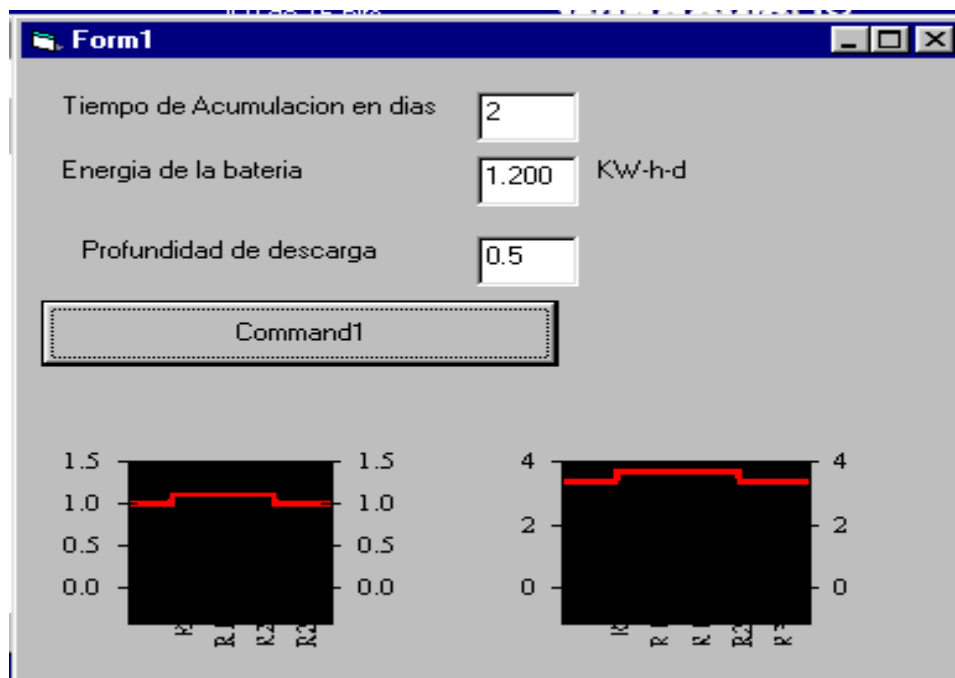 Form1
Tiempo de Acumulacion en dias 2
Energia de la bateria 1.200 KW-h-d
Profundidad de descarga 0.5
Command1
1.5 1.5 4 4
1.0 1.0
2 2
0.5 0.5
0.0 0.0 0 0